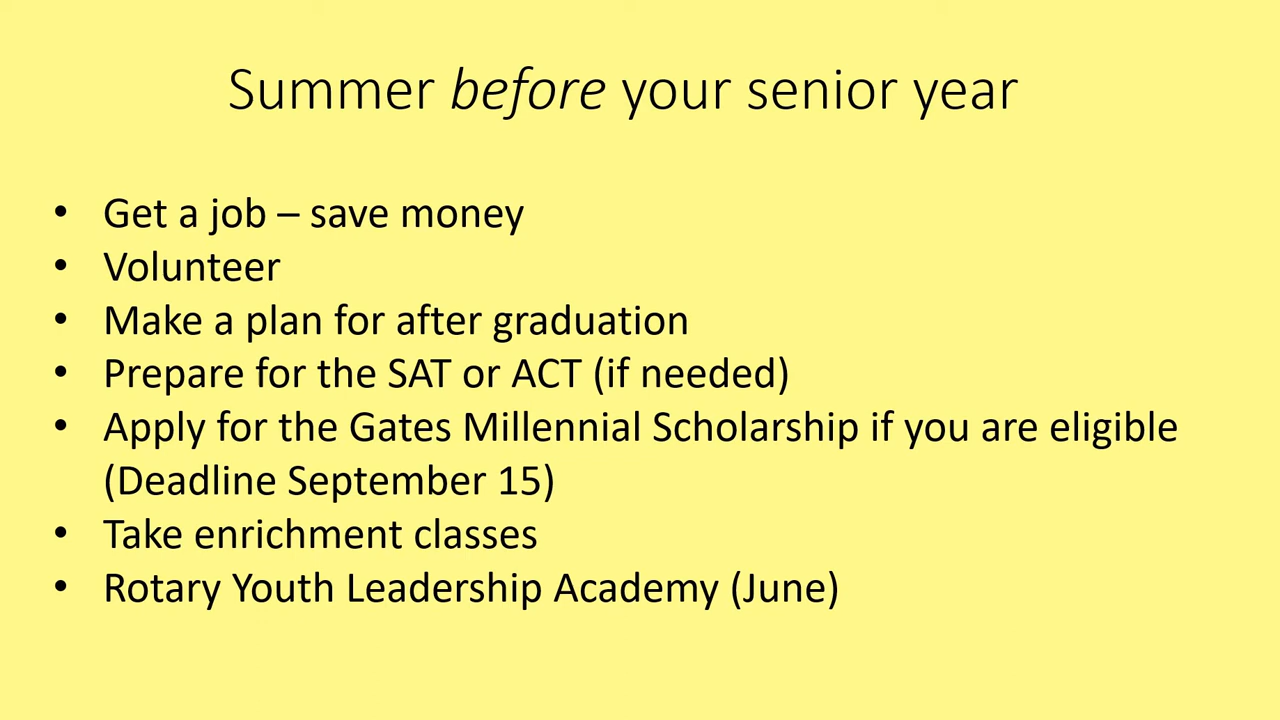 Summer before your senior year
• Get a job – save money
• Volunteer
• Make a plan for after graduation
• Prepare for the SAT or ACT (if needed)
• Apply for the Gates Millennial Scholarship if you are eligible
(Deadline September 15)
• Take enrichment classes
• Rotary Youth Leadership Academy (June)